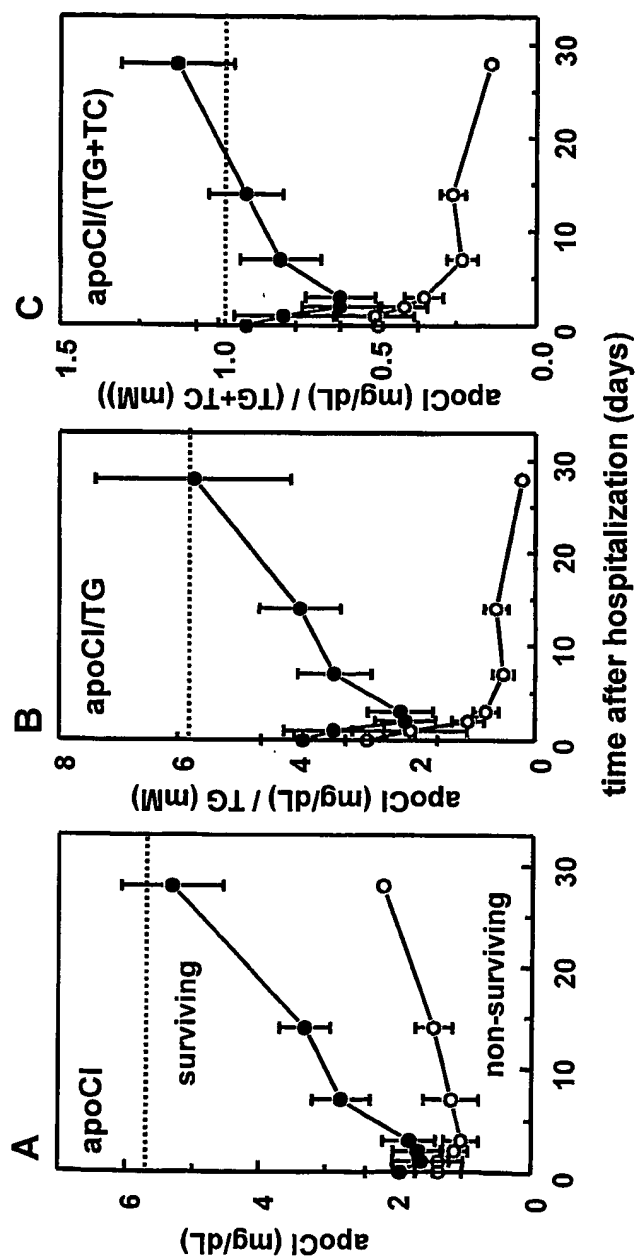 A
apoCI
apoCI (mg/dL)
6
4
2
0
surviving
non-surviving
0
10
20
30
B
apoCI/TG
apoCI (mg/dL) / TG (mM)
8
6
4
2
0
0
10
20
30
C
apoCI/(TG+TC)
apoCI (mg/dL) / (TG+TC (mM))
1.5
1.0
0.5
0.0
0
10
20
30
time after hospitalization (days)